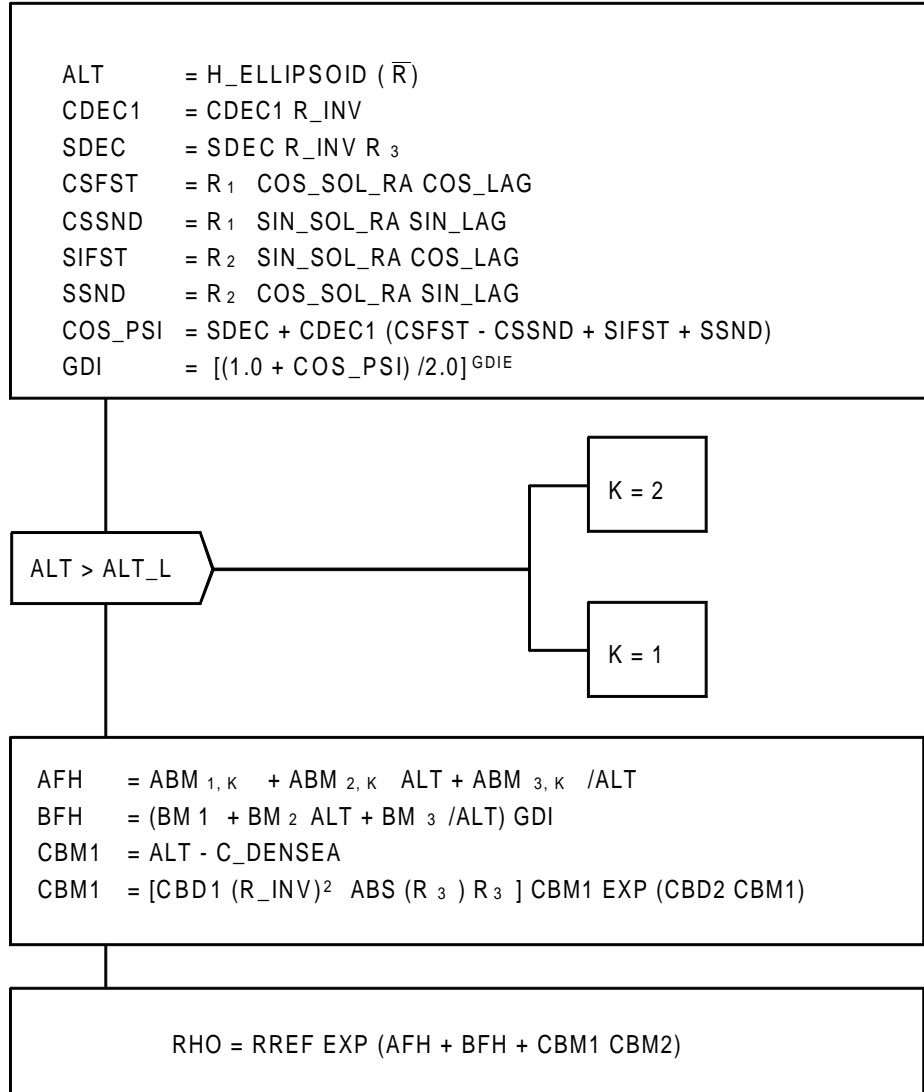 ALT = H_ELLIPSOID ( R̅)
CDEC1 = CDEC1 R_INV
SDEC = SDEC R_INV R ₃
CSFST = R ₁ COS_SOL_RA COS_LAG
CSSND = R ₁ SIN_SOL_RA SIN_LAG
SIFST = R ₂ SIN_SOL_RA COS_LAG
SSND = R ₂ COS_SOL_RA SIN_LAG
COS_PSI = SDEC + CDEC1 (CSFST - CSSND + SIFST + SSND)
GDI = [(1.0 + COS_PSI) /2.0] ᴳᴰᴵᴱ
K = 2
ALT > ALT_L
K = 1
AFH = ABM ₁, ₖ + ABM ₂, ₖ ALT + ABM ₃, ₖ /ALT
BFH = (BM 1 + BM ₂ ALT + BM ₃ /ALT) GDI
CBM1 = ALT - C_DENSEA
CBM1 = [CBD1 (R_INV)² ABS (R ₃ ) R ₃ ] CBM1 EXP (CBD2 CBM1)
RHO = RREF EXP (AFH + BFH + CBM1 CBM2)